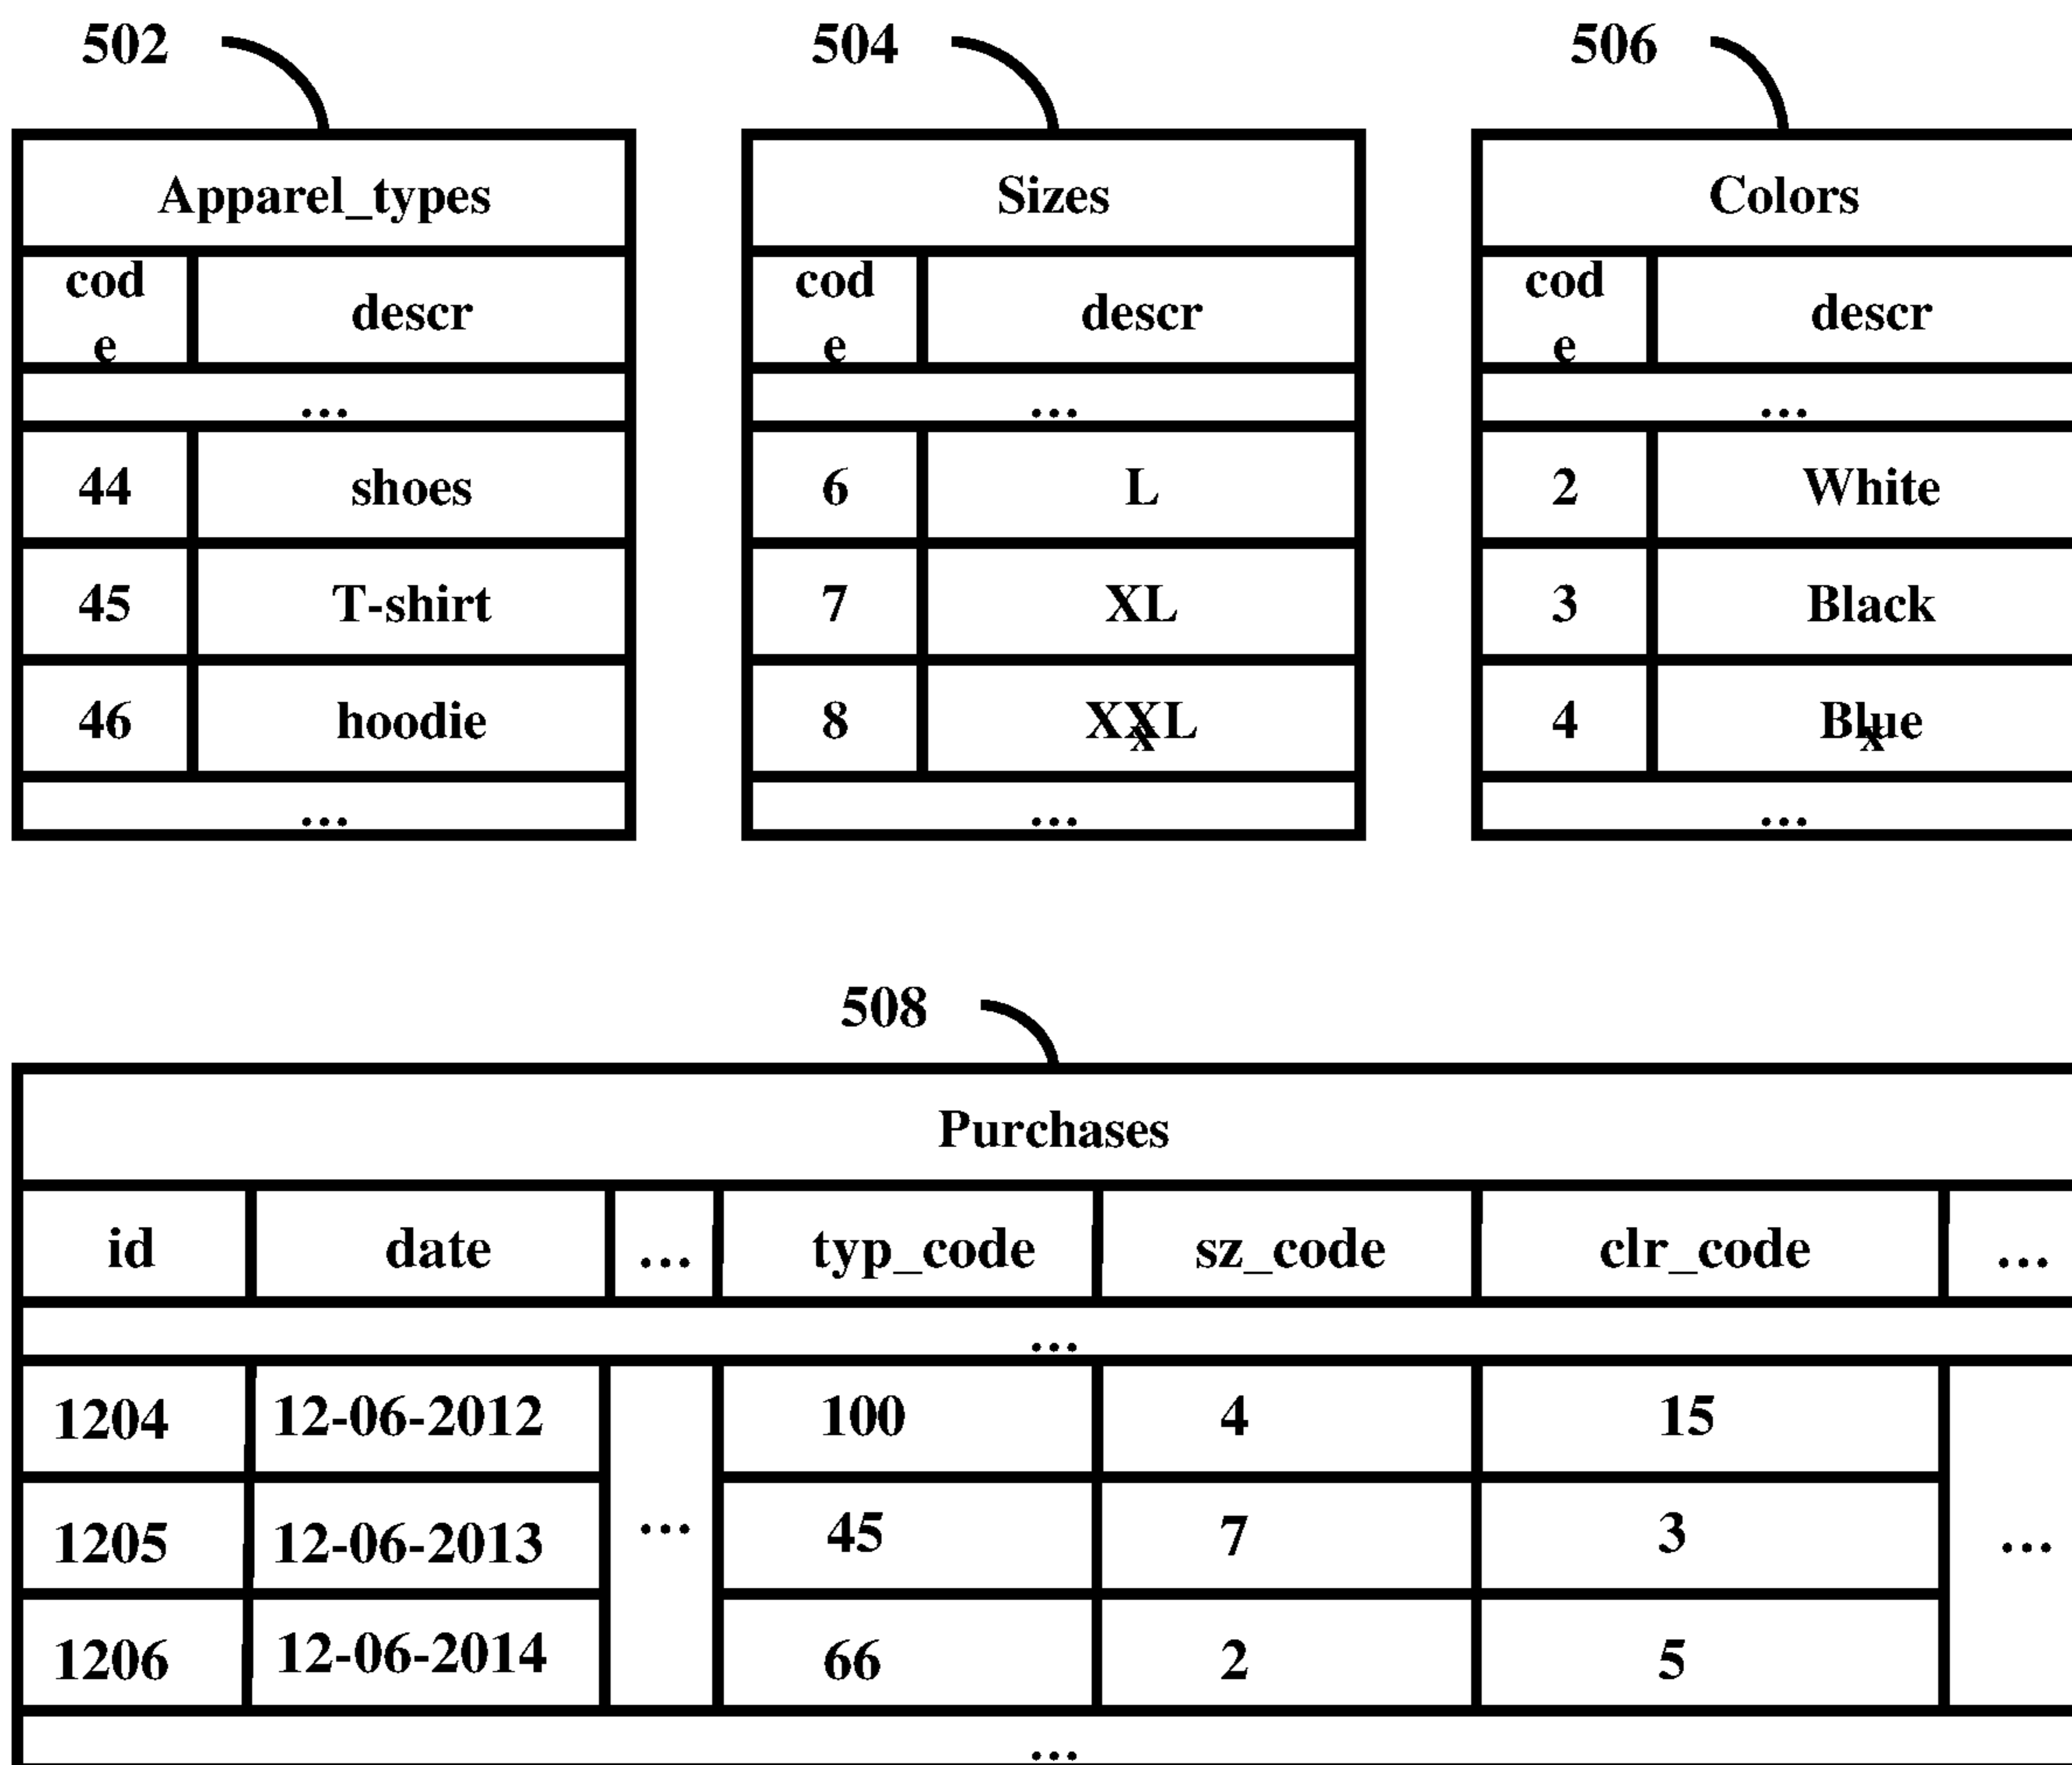 502 504 506
Apparel_types Sizes Colors
cod
e descr cod
e descr cod
e descr
... ... ...
44 shoes 6 L 2 White
45 T-shirt 7 XL 3 Black
46 hoodie 8 XXL 4 Blue
x x
... ... ...
508
Purchases
id date ... typ_code sz_code clr_code ...
...
1204 12-06-2012 100 4 15
1205 12-06-2013 ... 45 7 3 ...
1206 12-06-2014 66 2 5
...